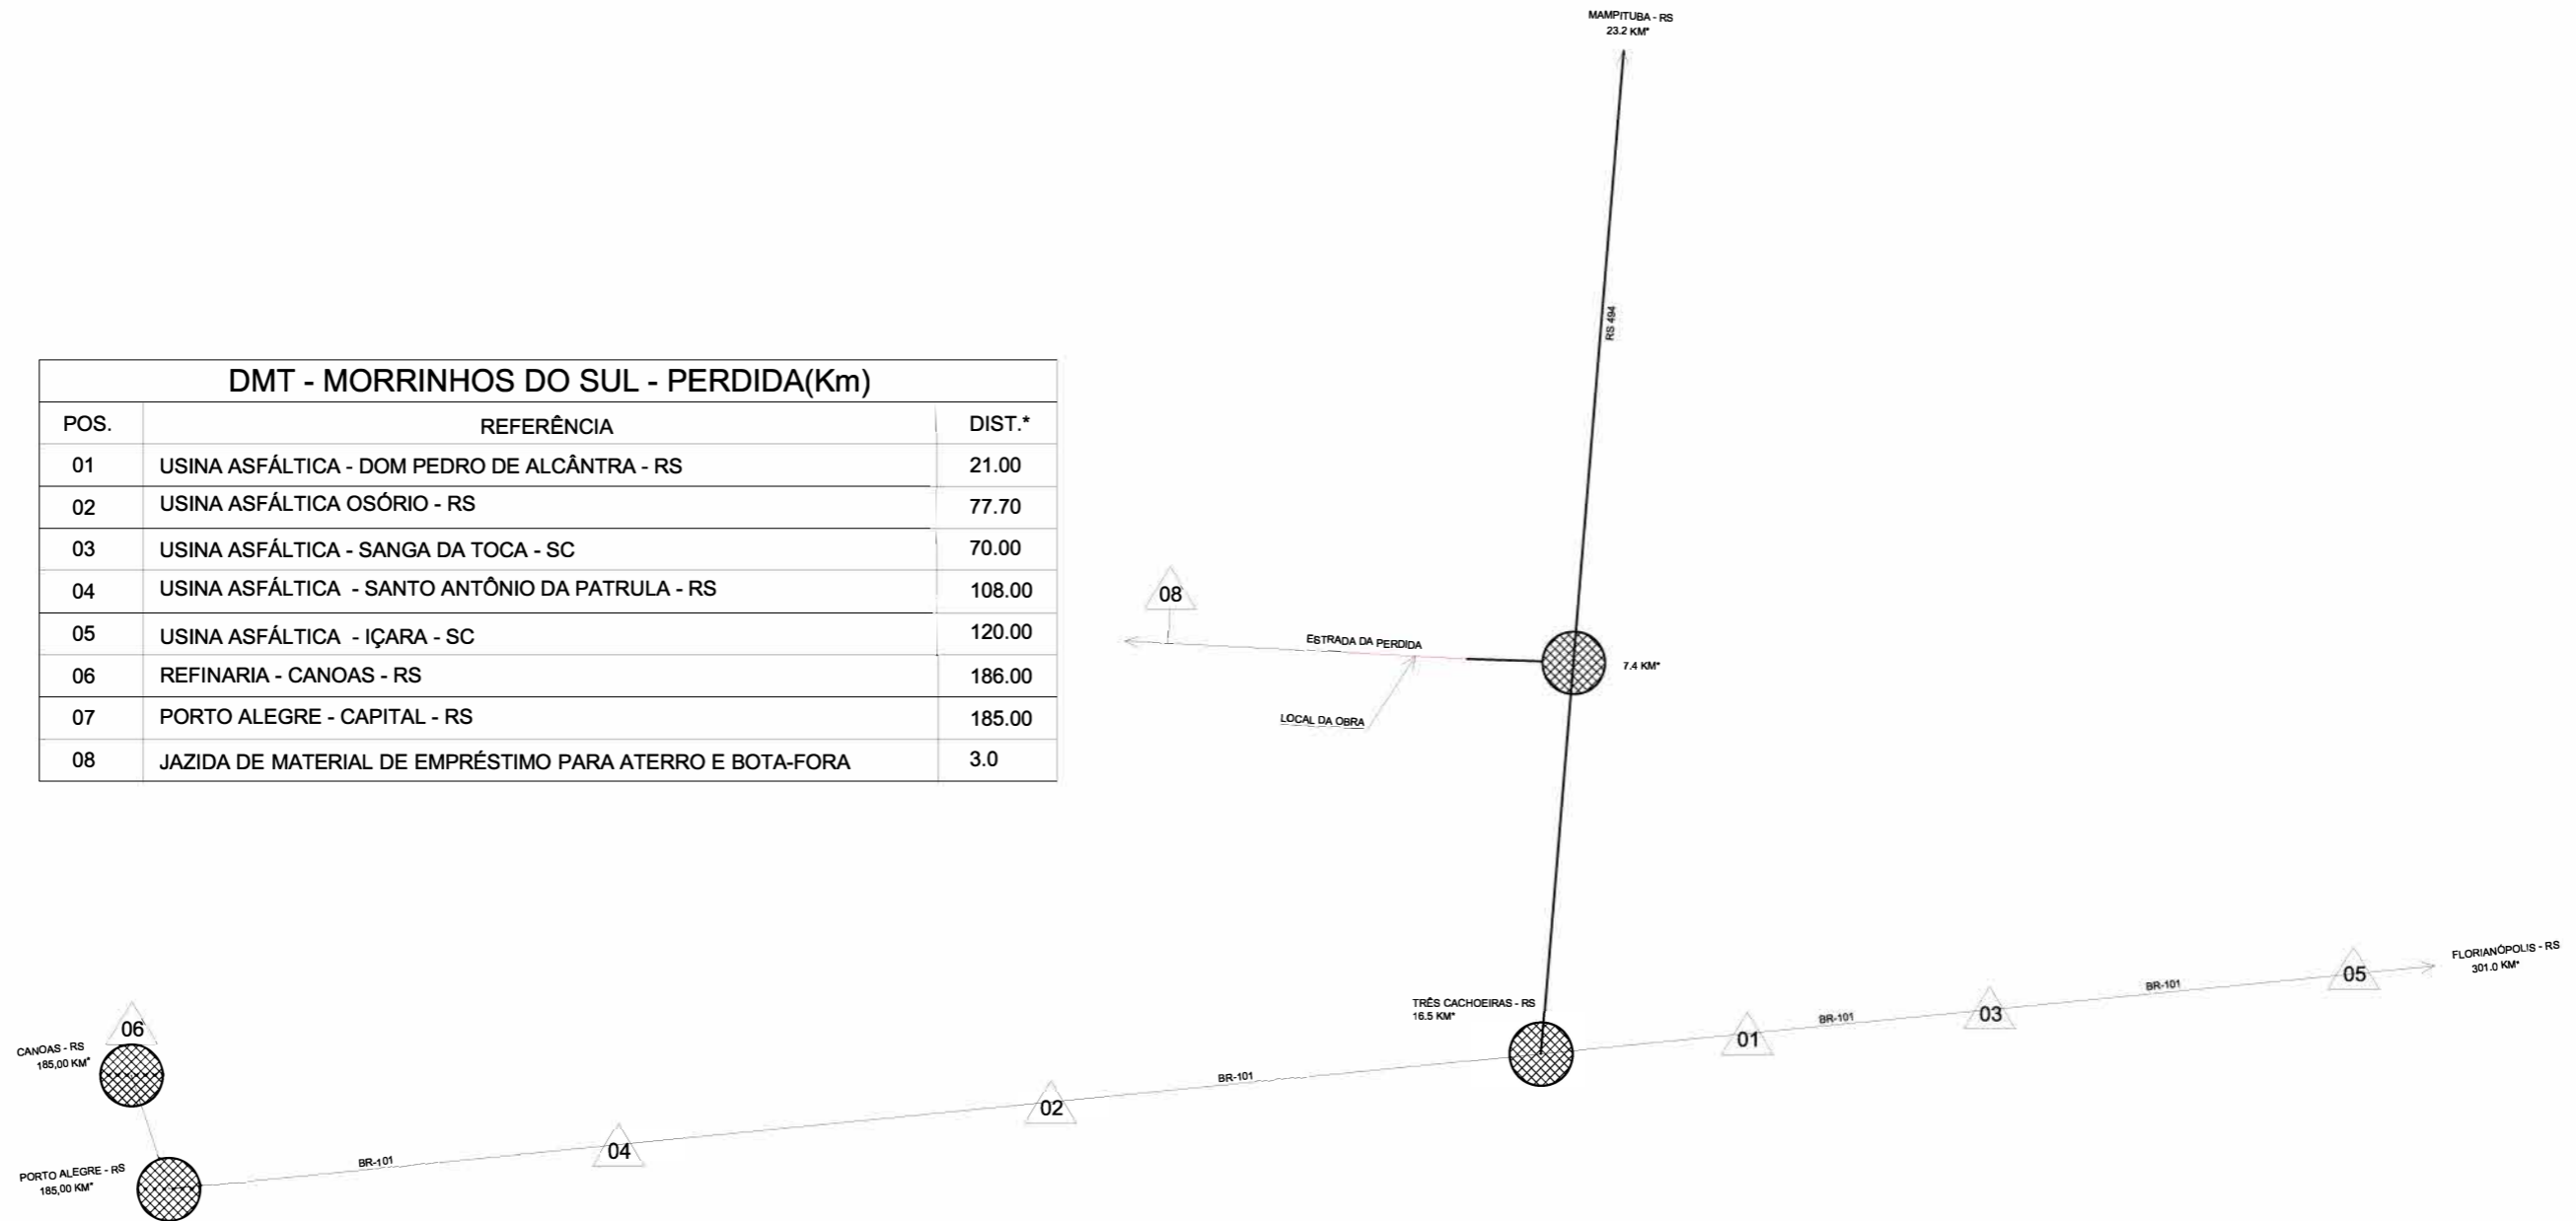 MAMPITUBA - RS
23.2 KM*
RS 494
DMT - MORRINHOS DO SUL - PERDIDA(Km)
POS. REFERÊNCIA DIST.*
01 USINA ASFÁLTICA - DOM PEDRO DE ALCÂNTRA - RS 21.00
02 USINA ASFÁLTICA OSÓRIO - RS 77.70
03 USINA ASFÁLTICA - SANGA DA TOCA - SC 70.00
04 USINA ASFÁLTICA - SANTO ANTÔNIO DA PATRULA - RS 108.00
05 USINA ASFÁLTICA - IÇARA - SC 120.00
06 REFINARIA - CANOAS - RS 186.00
07 PORTO ALEGRE - CAPITAL - RS 185.00
08 JAZIDA DE MATERIAL DE EMPRÉSTIMO PARA ATERRO E BOTA-FORA 3.0
08
ESTRADA DA PERDIDA
7.4 KM*
LOCAL DA OBRA
FLORIANÓPOLIS - RS
301.0 KM*
05
BR-101
03
BR-101
01
TRÊS CACHOEIRAS - RS
16.5 KM*
BR-101
02
04
BR-101
06
CANOAS - RS
185,00 KM*
PORTO ALEGRE - RS
185,00 KM*